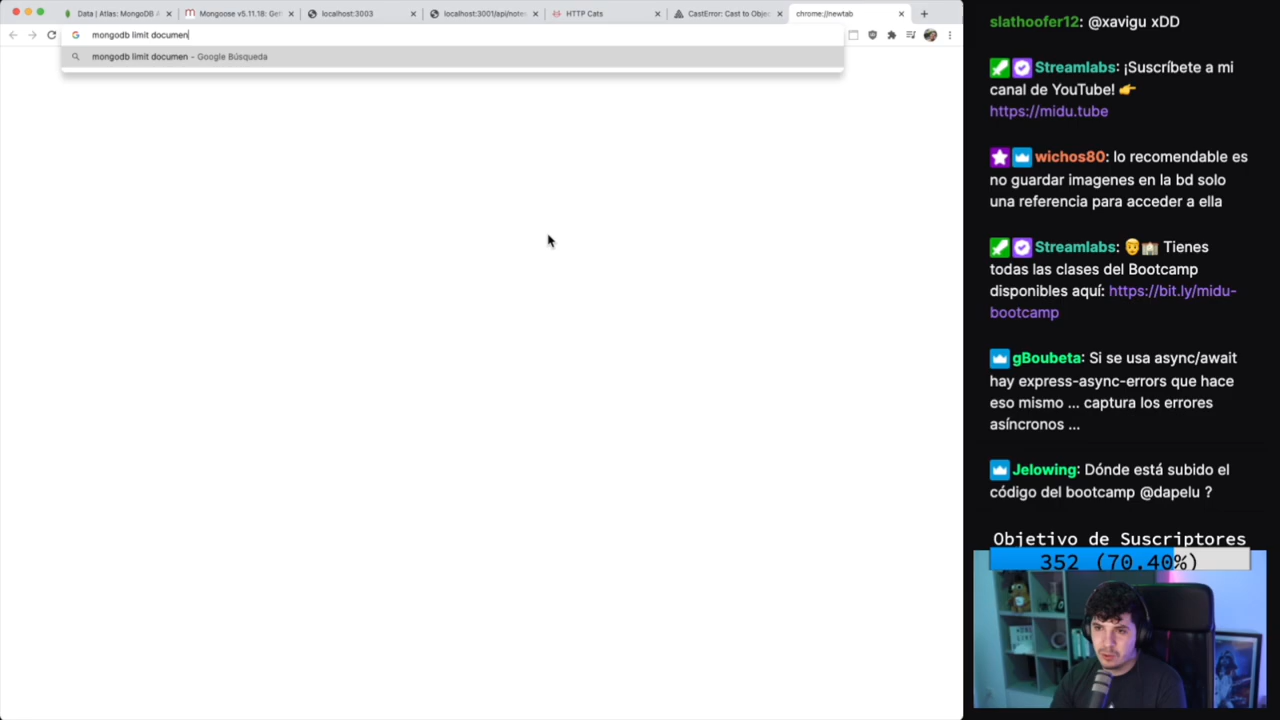 Data | Atlas: MongoDB A
Mongoose v5.11.18: Get
localhost:3003
localhost:3001/api/notes
HTTP Cats
CastError: Cast to Objec
chrome://newtab
mongodb limit documen
mongodb limit documen - Google Búsqueda
slathoofer12: @xavigu xDD
Streamlabs: ¡Suscríbete a mi
canal de YouTube! 👉
https://midu.tube
wichos80: lo recomendable es
no guardar imagenes en la bd solo
una referencia para acceder a ella
Streamlabs: 👨‍🏫 Tienes
todas las clases del Bootcamp
disponibles aquí: https://bit.ly/midu-
bootcamp
gBoubeta: Si se usa async/await
hay express-async-errors que hace
eso mismo ... captura los errores
asíncronos ...
Jelowing: Dónde está subido el
código del bootcamp @dapelu ?
Objetivo de Suscriptores
352 (70.40%)